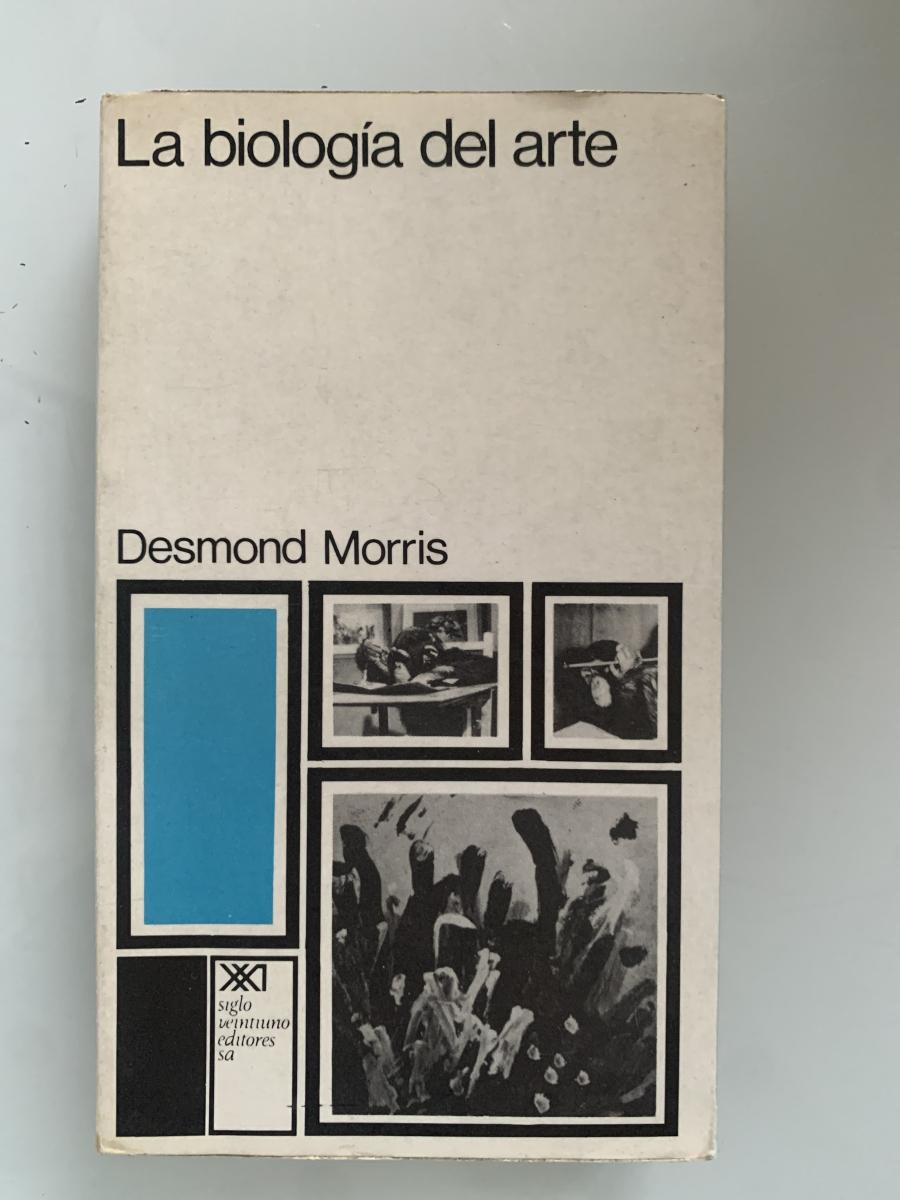 La biología del arte
Desmond Morris
XXI
siglo
veintiuno
editores
sa